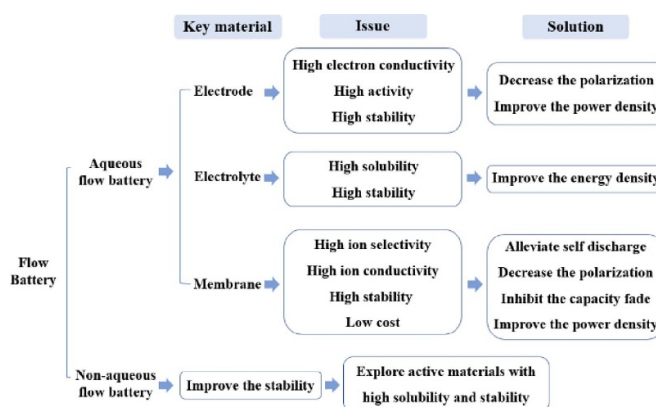 Key material
Issue
Solution
Flow
Battery
Aqueous
flow battery
Electrode
High electron conductivity
High activity
High stability
Decrease the polarization
Improve the power density
Electrolyte
High solubility
High stability
Improve the energy density
Membrane
High ion selectivity
High ion conductivity
High stability
Low cost
Alleviate self discharge
Decrease the polarization
Inhibit the capacity fade
Improve the power density
Non-aqueous
flow battery
Improve the stability
Explore active materials with
high solubility and stability